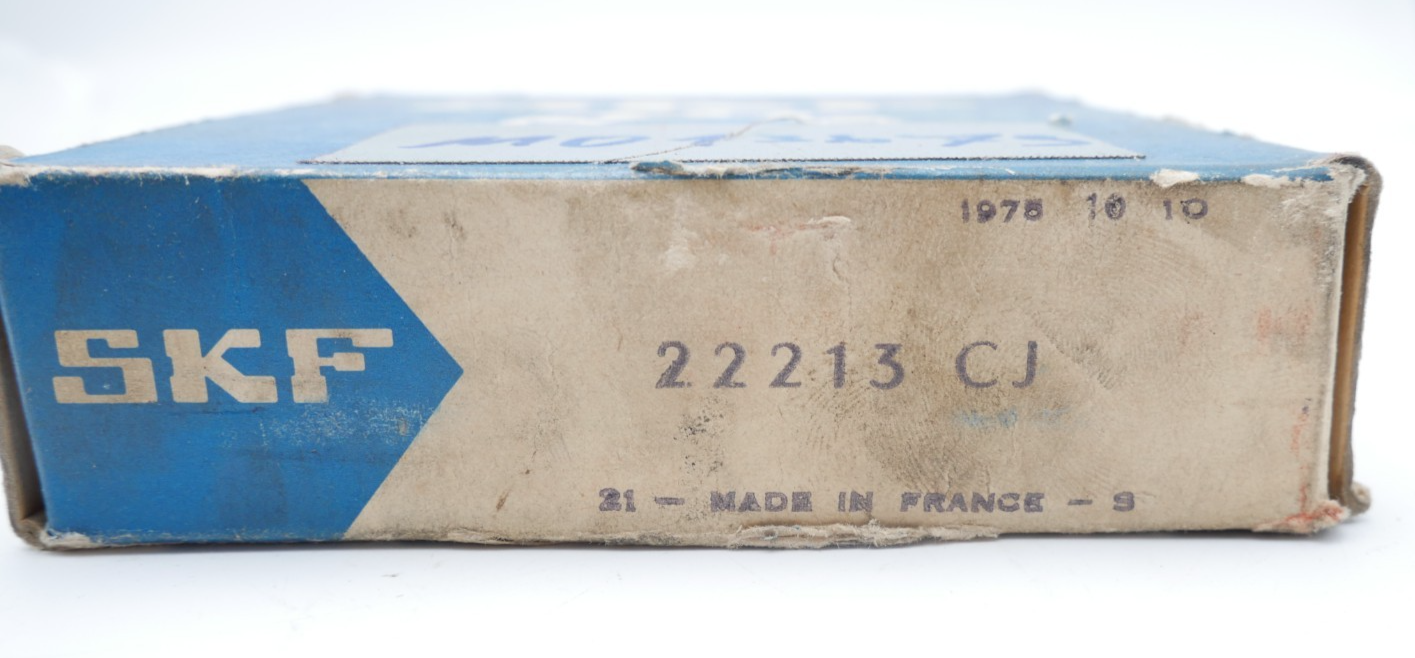 1975 10 10
SKF
22213 CJ
21 - MADE IN FRANCE - S